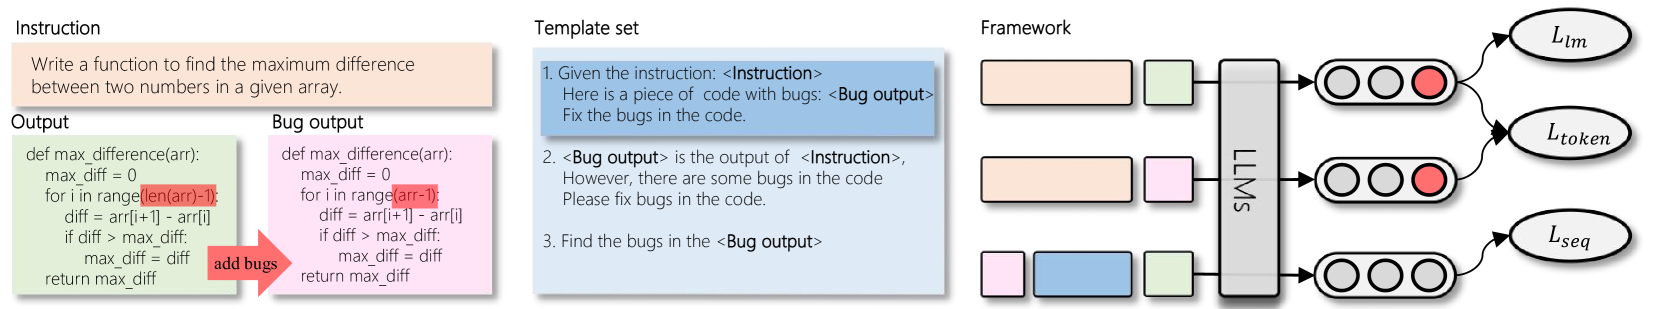 Instruction
Write a function to find the maximum difference
between two numbers in a given array.
Output
def max_difference(arr):
max_diff = 0
for i in range(len(arr)-1):
diff = arr[i+1] - arr[i]
if diff > max_diff:
max_diff = diff
return max_diff
add bugs
Bug output
def max_difference(arr):
max_diff = 0
for i in range(arr-1):
diff = arr[i+1] - arr[i]
if diff > max_diff:
max_diff = diff
return max_diff
Template set
1. Given the instruction: <Instruction>
Here is a piece of code with bugs: <Bug output>
Fix the bugs in the code.
2. <Bug output> is the output of <Instruction>,
However, there are some bugs in the code
Please fix bugs in the code.
3. Find the bugs in the <Bug output>
Framework
LLMs
L_{lm}
L_{token}
L_{seq}